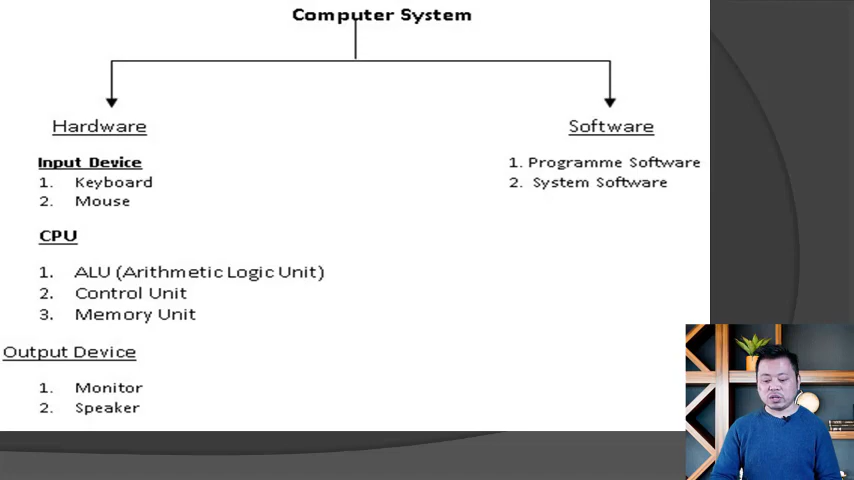 Computer System
Hardware
Software
Input Device
1. Keyboard
2. Mouse
1. Programme Software
2. System Software
CPU
1. ALU (Arithmetic Logic Unit)
2. Control Unit
3. Memory Unit
Output Device
1. Monitor
2. Speaker